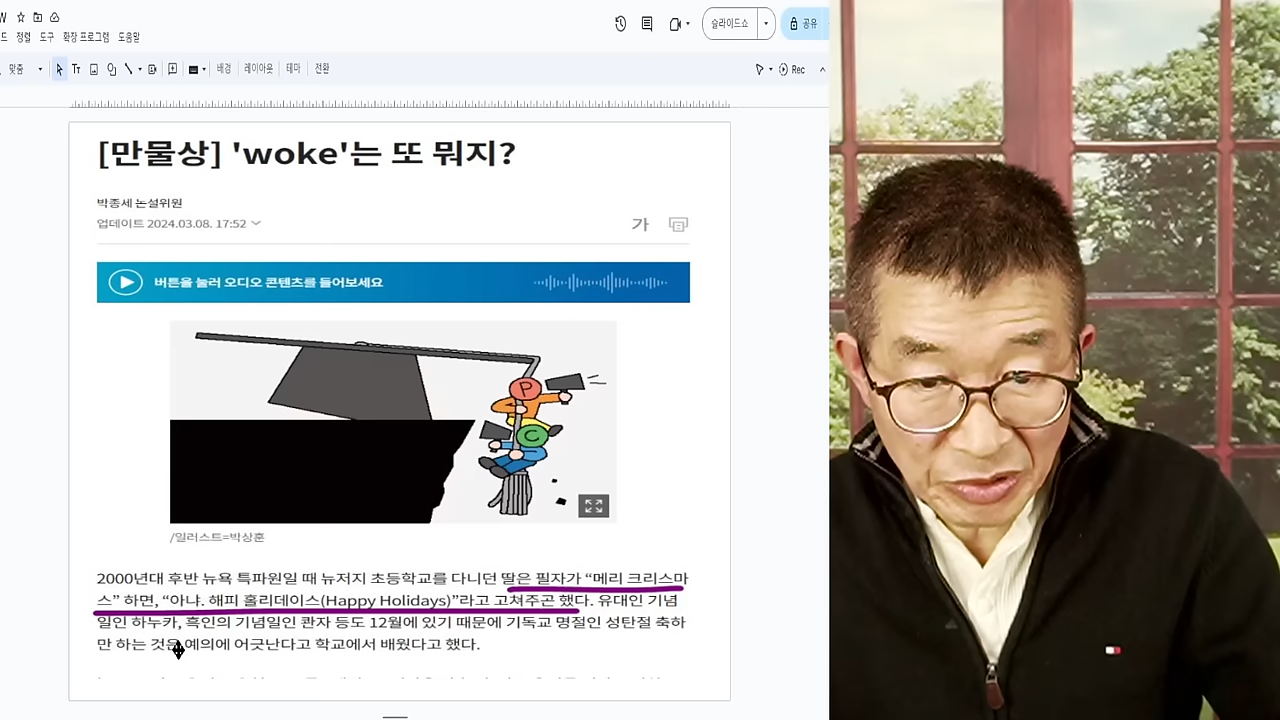 정렬 도구 확장 프로그램 도움말
슬라이드쇼
공유
맞춤
배경 레이아웃 테마 전환
Rec
[만물상] 'woke'는 또 뭐지?
박종세 논설위원
업데이트 2024.03.08. 17:52
가
버튼을 눌러 오디오 콘텐츠를 들어보세요
P
C
/일러스트=박상훈
2000년대 후반 뉴욕 특파원일 때 뉴저지 초등학교를 다니던 딸은 필자가 “메리 크리스마
스” 하면, “아냐. 해피 홀리데이스(Happy Holidays)”라고 고쳐주곤 했다. 유대인 기념
일인 하누카, 흑인의 기념일인 콴자 등도 12월에 있기 때문에 기독교 명절인 성탄절 축하
만 하는 것은 예의에 어긋난다고 학교에서 배웠다고 했다.